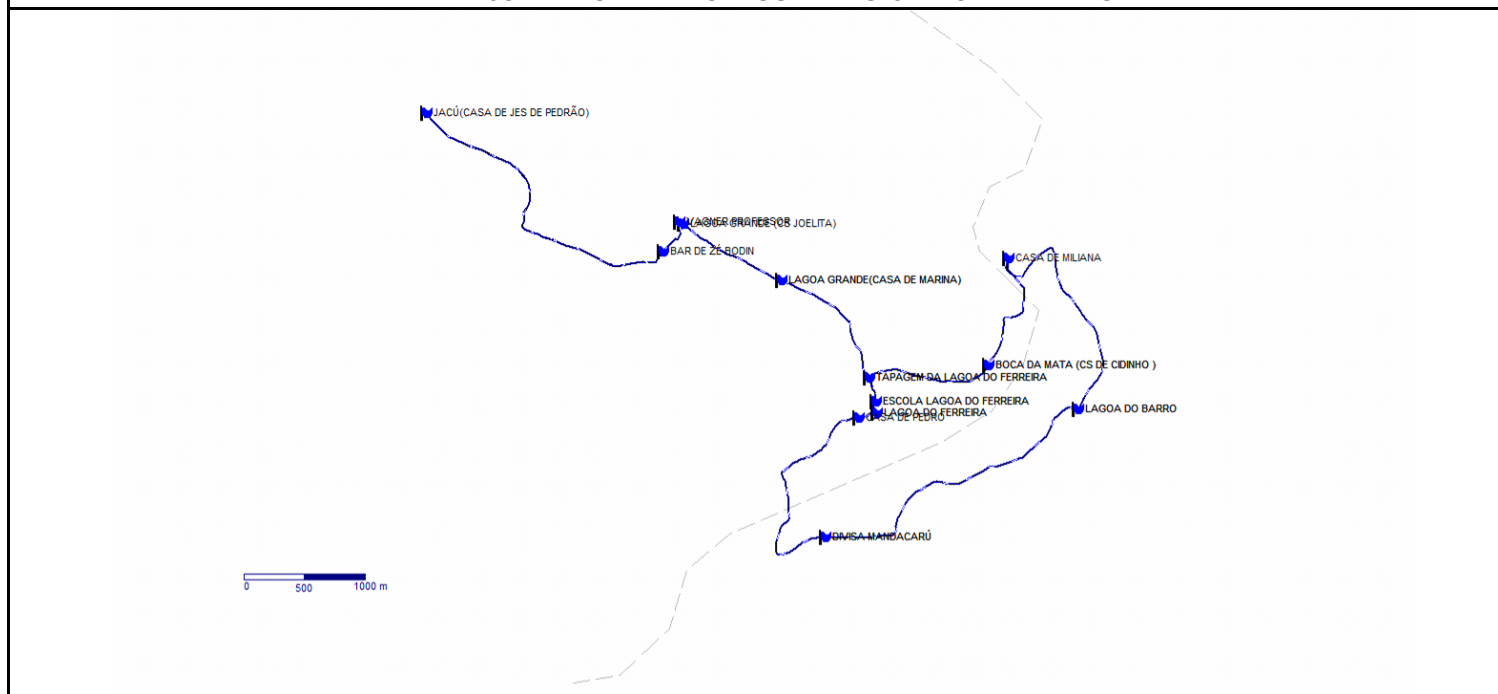 JACÚ(CASA DE JES DE PEDRÃO)
VAGNER PROFESSOR
LAGOA GRANDE (CS JOELITA)
BAR DE ZÉ BODIN
CASA DE MILIANA
LAGOA GRANDE(CASA DE MARINA)
BOCA DA MATA (CS DE CIDINHO )
TAPAGEM DA LAGOA DO FERREIRA
ESCOLA LAGOA DO FERREIRA
LAGOA DO BARRO
LAGOA DO FERREIRA
CASA DE PEDRO
DIVISA MANDACARÚ
0 500 1000 m